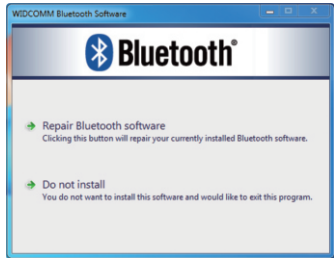 WIDCOMM Bluetooth Software
Bluetooth®
Repair Bluetooth software
Clicking this button will repair your currently installed Bluetooth software.
Do not install
You do not want to install this software and would like to exit this program.